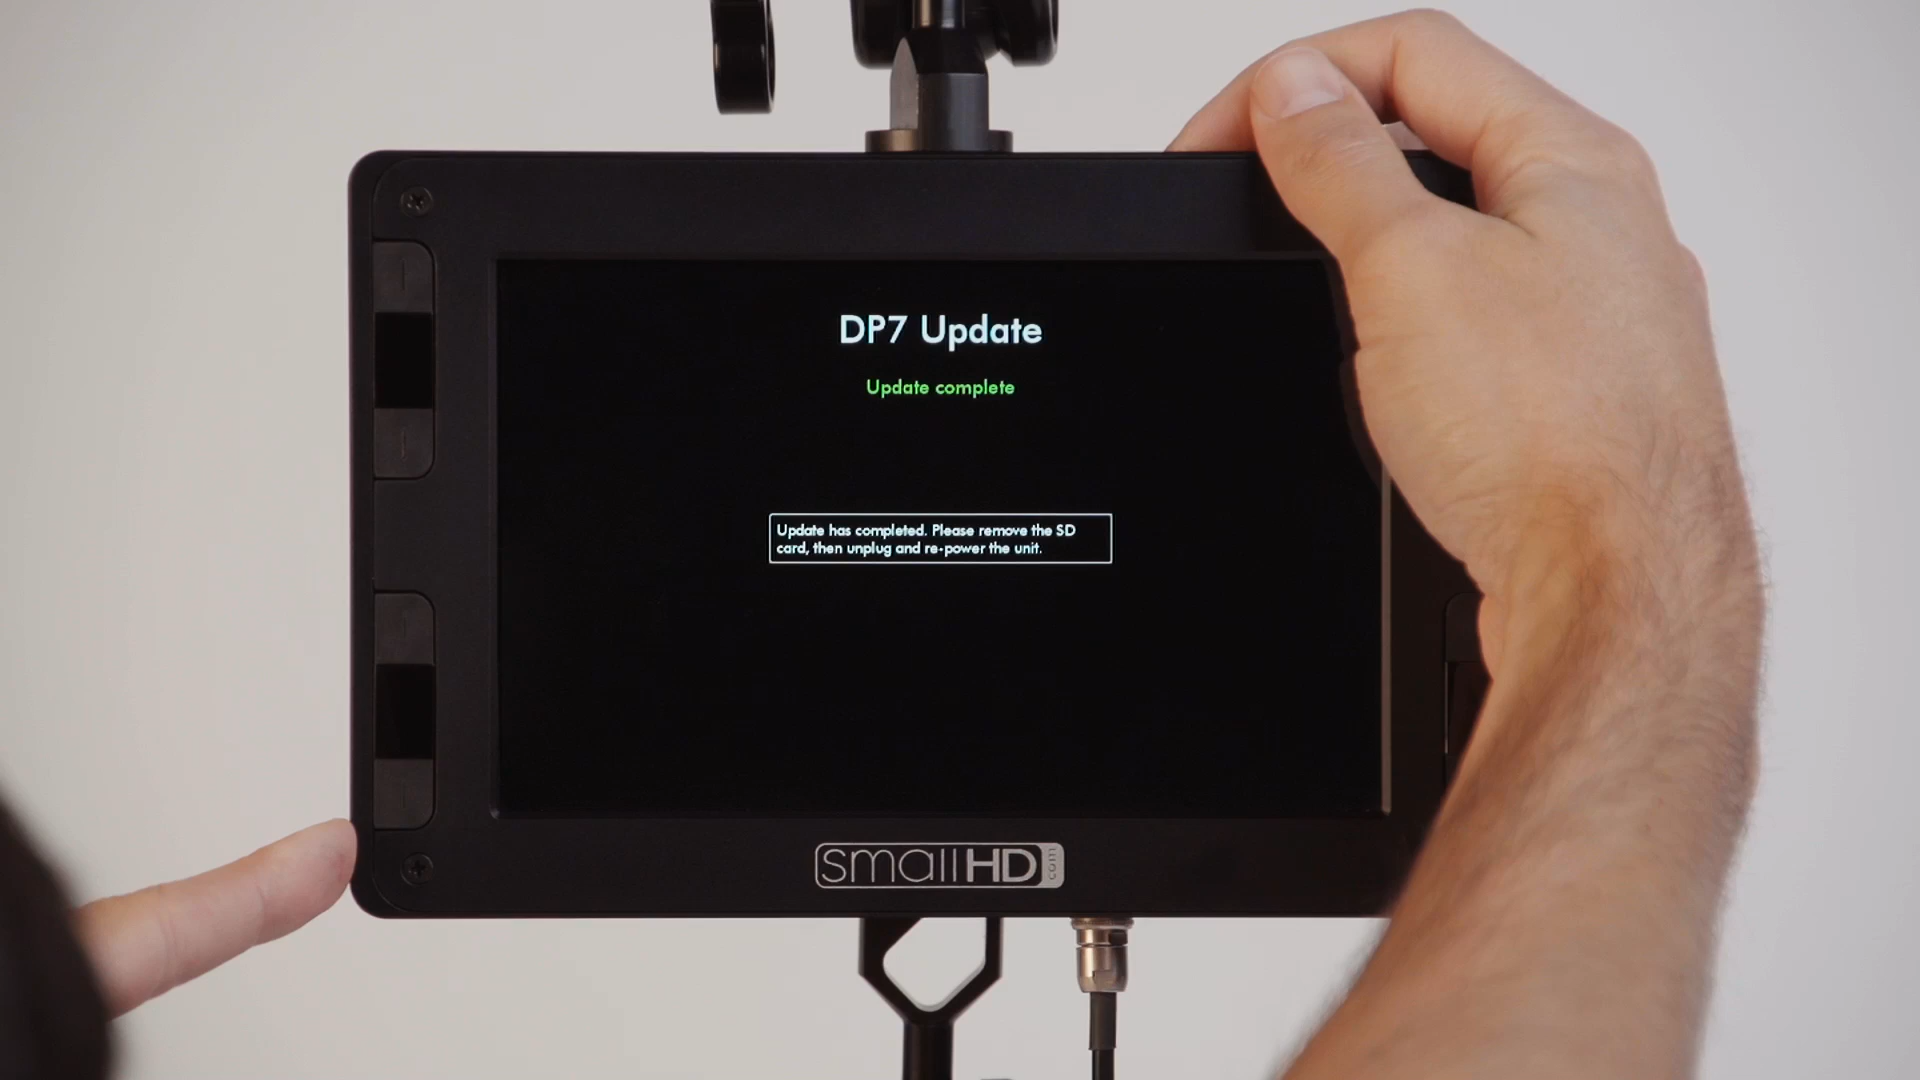 DP7 Update
Update complete
Update has completed. Please remove the SD
card, then unplug and re-power the unit.
smallHD.com